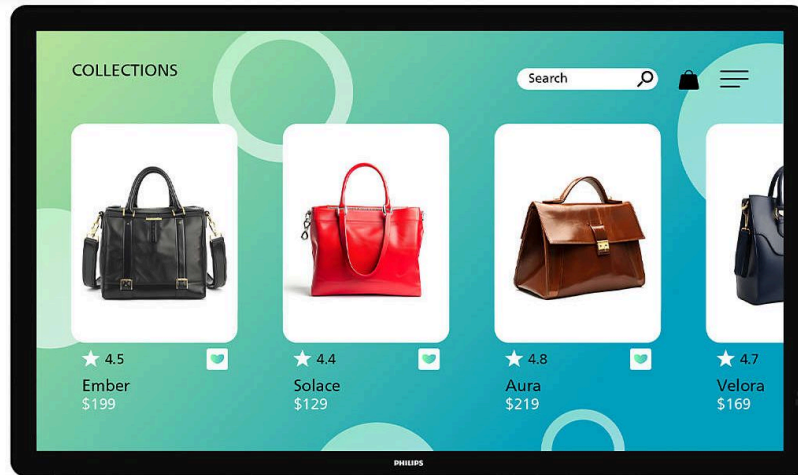 COLLECTIONS
Search
4.5
4.4
4.8
4.7
Ember
Solace
Aura
Velora
$199
$129
$219
$169
PHILIPS